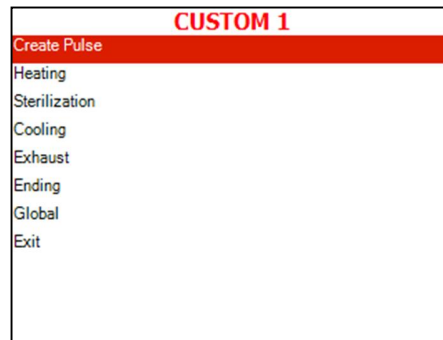 CUSTOM 1
Create Pulse
Heating
Sterilization
Cooling
Exhaust
Ending
Global
Exit